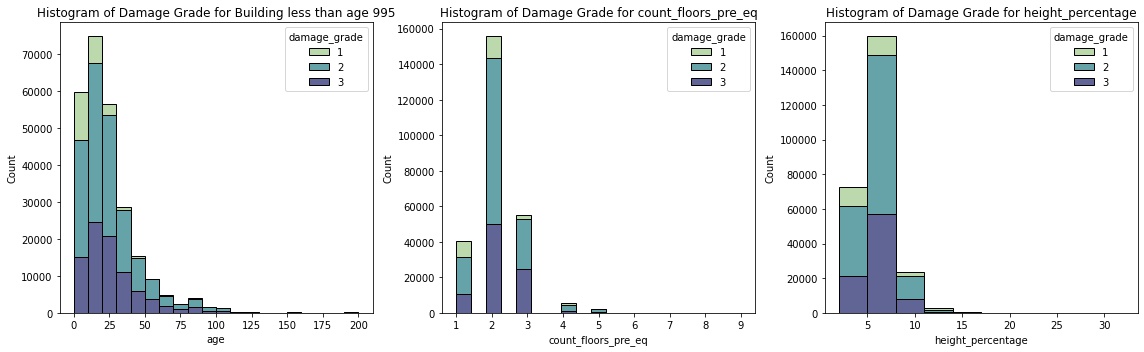 Histogram of Damage Grade for Building less than age 995
damage_grade
1
2
3
Count
70000
60000
50000
40000
30000
20000
10000
0
0 25 50 75 100 125 150 175 200
age
Histogram of Damage Grade for count_floors_pre_eq
damage_grade
1
2
3
Count
160000
140000
120000
100000
80000
60000
40000
20000
0
1 2 3 4 5 6 7 8 9
count_floors_pre_eq
Histogram of Damage Grade for height_percentage
damage_grade
1
2
3
Count
160000
140000
120000
100000
80000
60000
40000
20000
0
5 10 15 20 25 30
height_percentage